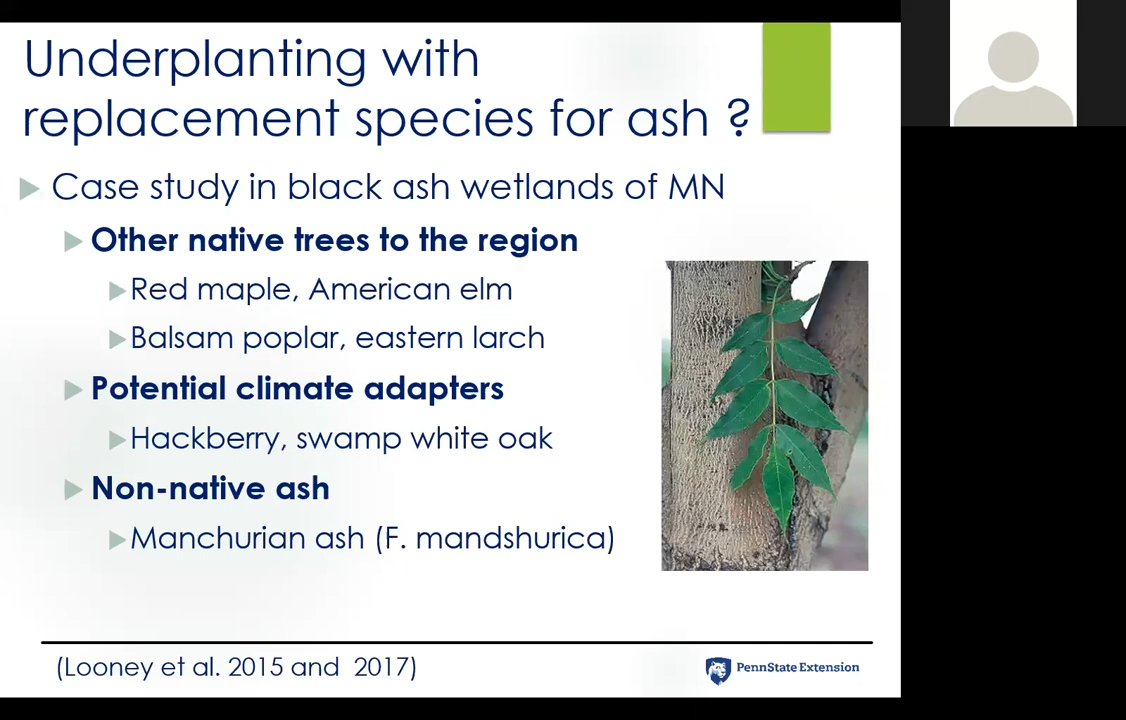 Underplanting with
replacement species for ash ?
Case study in black ash wetlands of MN
Other native trees to the region
Red maple, American elm
Balsam poplar, eastern larch
Potential climate adapters
Hackberry, swamp white oak
Non-native ash
Manchurian ash (F. mandshurica)
(Looney et al. 2015 and 2017)
PennState Extension